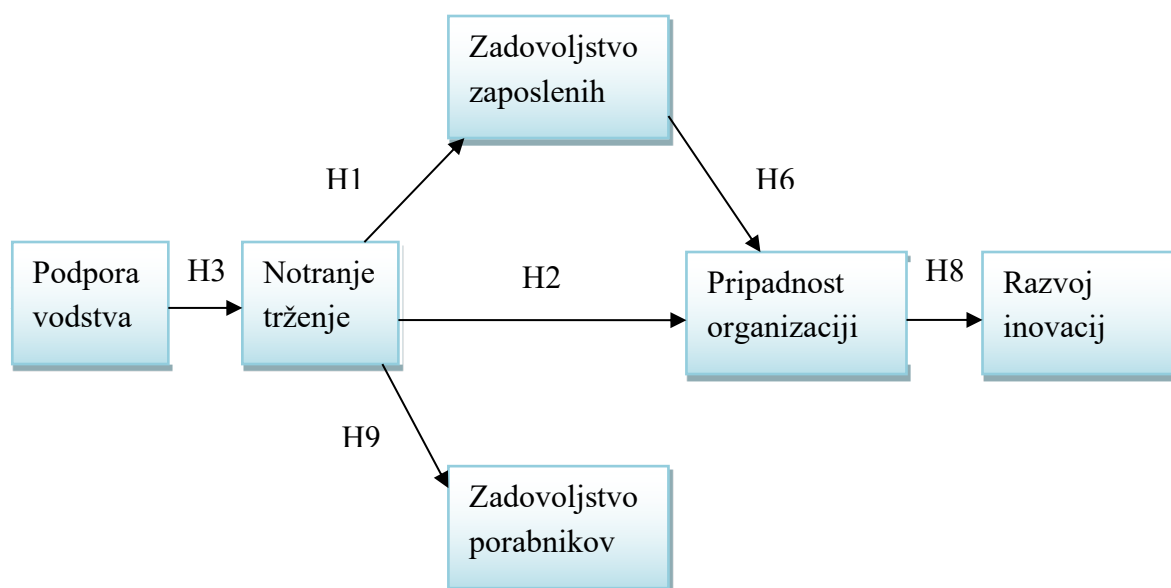 Zadovoljstvo
zaposlenih
H1
H6
Podpora
vodstva
H3
Notranje
trženje
H2
Pripadnost
organizaciji
H8
Razvoj
inovacij
H9
Zadovoljstvo
porabnikov